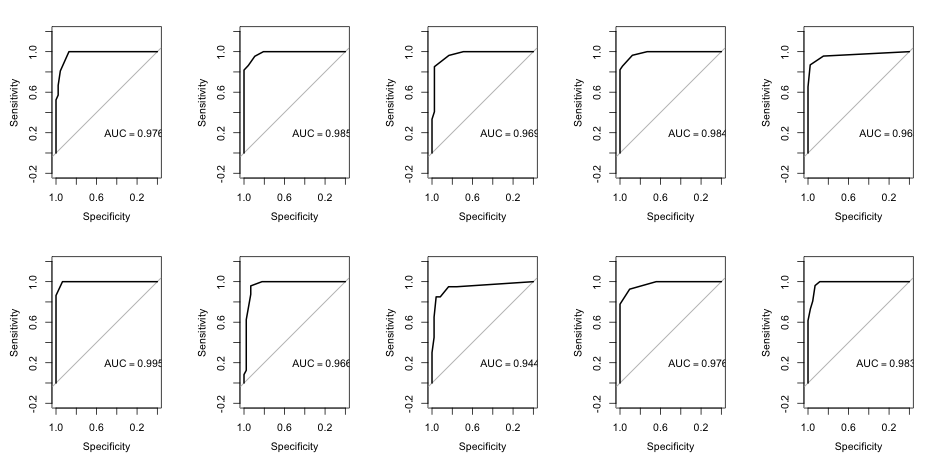 Sensitivity
1.0
0.6
0.2
-0.2
AUC = 0.976
1.0 0.6 0.2
Specificity
Sensitivity
1.0
0.6
0.2
-0.2
AUC = 0.985
1.0 0.6 0.2
Specificity
Sensitivity
1.0
0.6
0.2
-0.2
AUC = 0.969
1.0 0.6 0.2
Specificity
Sensitivity
1.0
0.6
0.2
-0.2
AUC = 0.984
1.0 0.6 0.2
Specificity
Sensitivity
1.0
0.6
0.2
-0.2
AUC = 0.96
1.0 0.6 0.2
Specificity
Sensitivity
1.0
0.6
0.2
-0.2
AUC = 0.995
1.0 0.6 0.2
Specificity
Sensitivity
1.0
0.6
0.2
-0.2
AUC = 0.966
1.0 0.6 0.2
Specificity
Sensitivity
1.0
0.6
0.2
-0.2
AUC = 0.944
1.0 0.6 0.2
Specificity
Sensitivity
1.0
0.6
0.2
-0.2
AUC = 0.976
1.0 0.6 0.2
Specificity
Sensitivity
1.0
0.6
0.2
-0.2
AUC = 0.983
1.0 0.6 0.2
Specificity